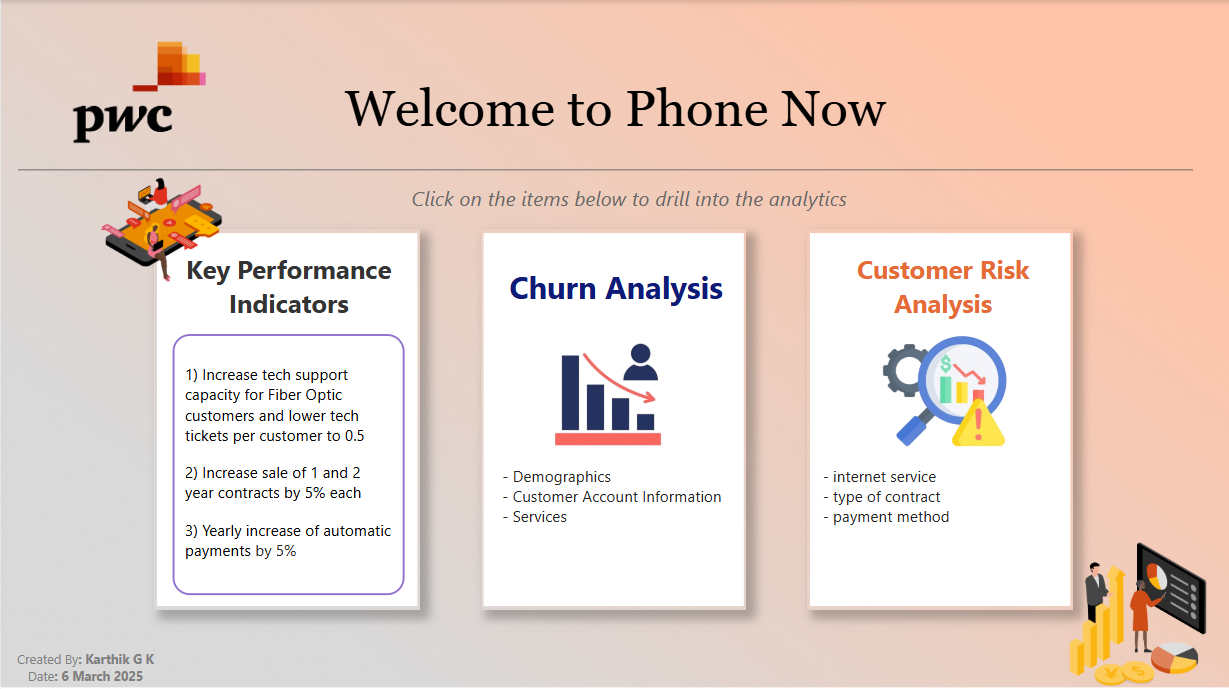 pwc
Welcome to Phone Now
Click on the items below to drill into the analytics
Key Performance
Indicators
1) Increase tech support
capacity for Fiber Optic
customers and lower tech
tickets per customer to 0.5
2) Increase sale of 1 and 2
year contracts by 5% each
3) Yearly increase of automatic
payments by 5%
Churn Analysis
- Demographics
- Customer Account Information
- Services
Customer Risk
Analysis
- internet service
- type of contract
- payment method
Created By: Karthik G K
Date: 6 March 2025